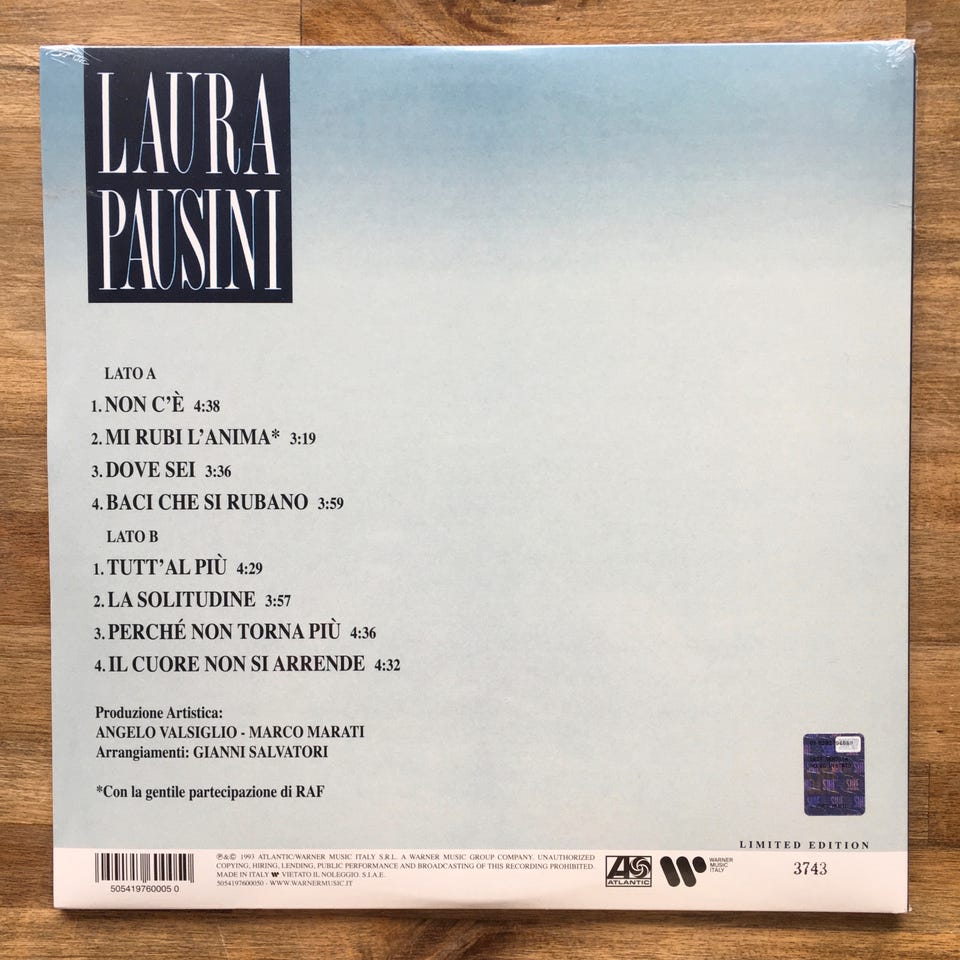 LAURA
PAUSINI
LATO A
1. NON C'È 4:38
2. MI RUBI L'ANIMA* 3:19
3. DOVE SEI 3:36
4. BACI CHE SI RUBANO 3:59
LATO B
1. TUTT'AL PIÙ 4:29
2. LA SOLITUDINE 3:57
3. PERCHÉ NON TORNA PIÙ 4:36
4. IL CUORE NON SI ARRENDE 4:32
Produzione Artistica:
ANGELO VALSIGLIO - MARCO MARATI
Arrangiamenti: GIANNI SALVATORI
*Con la gentile partecipazione di RAF
LIMITED EDITION
3743
℗&© 1993 ATLANTIC/WARNER MUSIC ITALY S.R.L. A WARNER MUSIC GROUP COMPANY. UNAUTHORIZED
COPYING, HIRING, LENDING, PUBLIC PERFORMANCE AND BROADCASTING OF THIS RECORDING PROHIBITED.
MADE IN ITALY VIETATO IL NOLEGGIO. S.I.A.E.
5054197600050 - WWW.WARNERMUSIC.IT
505419760005 0
ATLANTIC
WARNER
MUSIC
ITALY